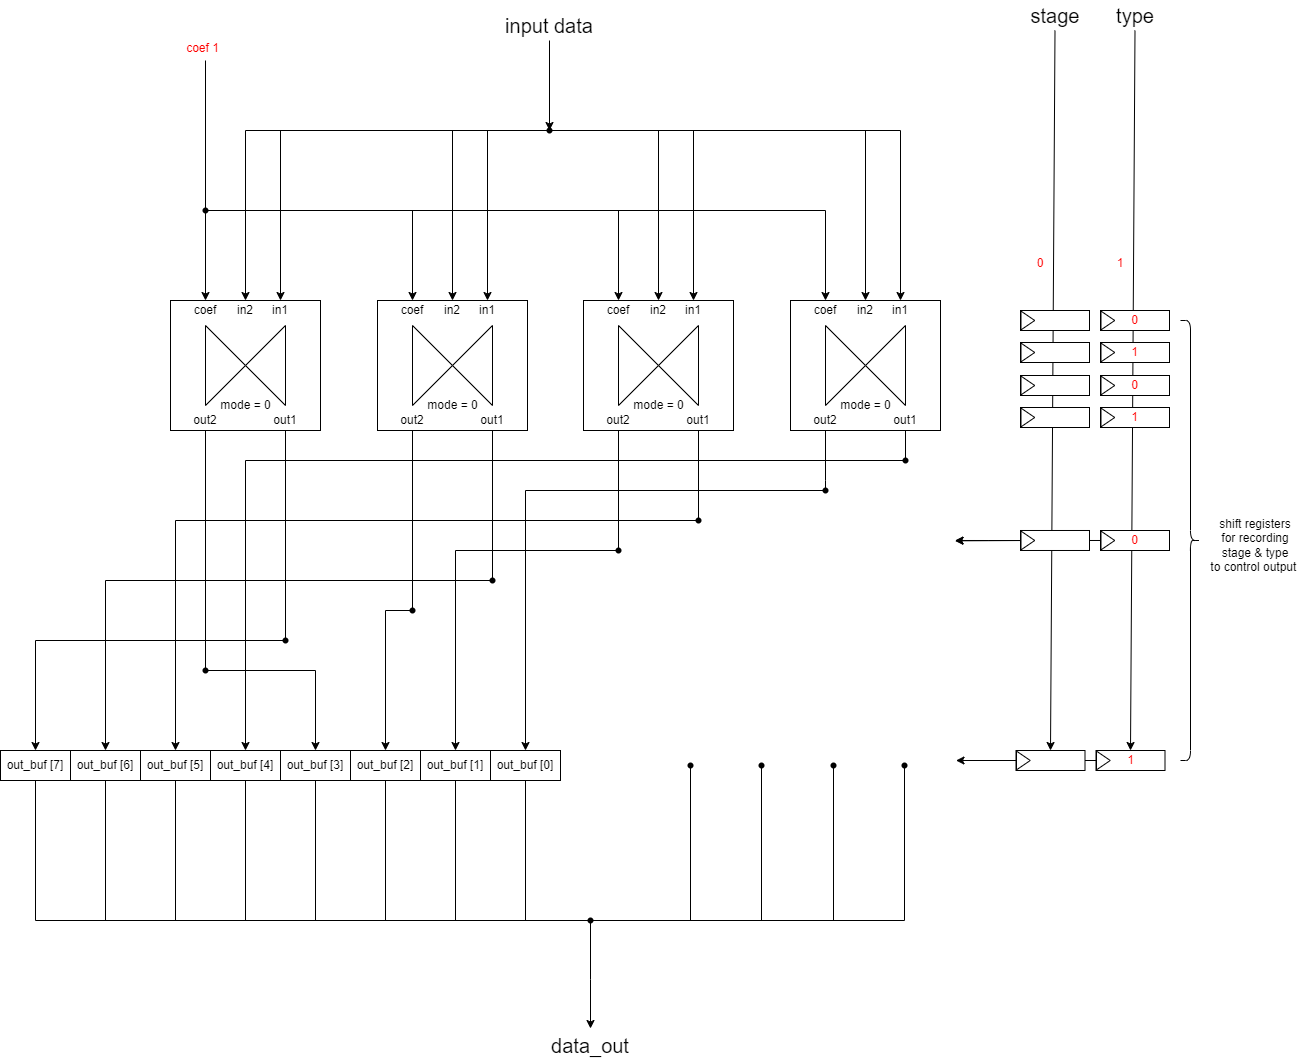 stage type
input data
coef 1
0 1
coef in2 in1 coef in2 in1 coef in2 in1 coef in2 in1
0
1
0
mode = 0 mode = 0 mode = 0 mode = 0
out2 out1 out2 out1 out2 out1 out2 out1
1
shift registers
for recording
stage & type
to control output
0
out_buf [7] out_buf [6] out_buf [5] out_buf [4] out_buf [3] out_buf [2] out_buf [1] out_buf [0]
1
data_out